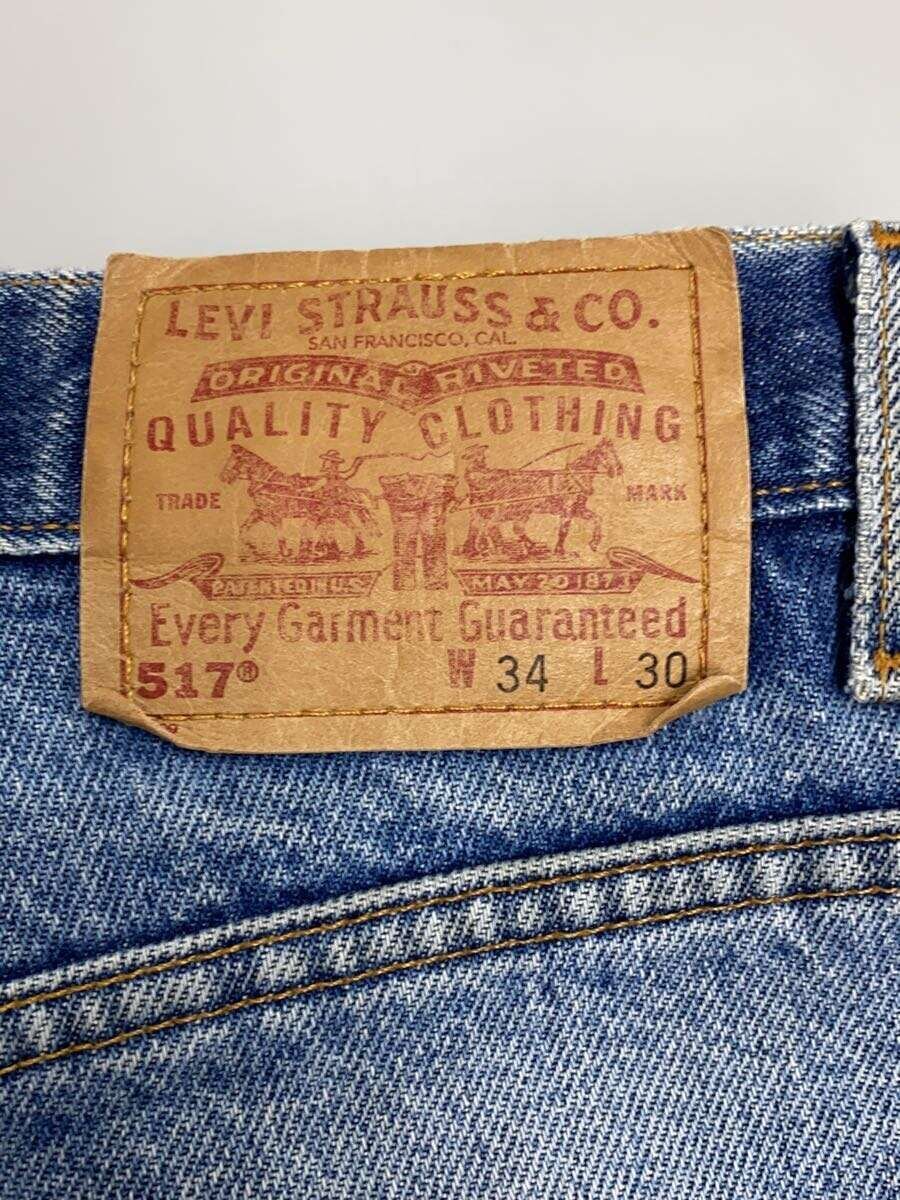 LEVI STRAUSS & CO.
SAN FRANCISCO, CAL.
ORIGINAL RIVETED
QUALITY CLOTHING
TRADE MARK
PATENTED IN U.S. MAY 20 1873
Every Garment Guaranteed
517® W 34 L 30